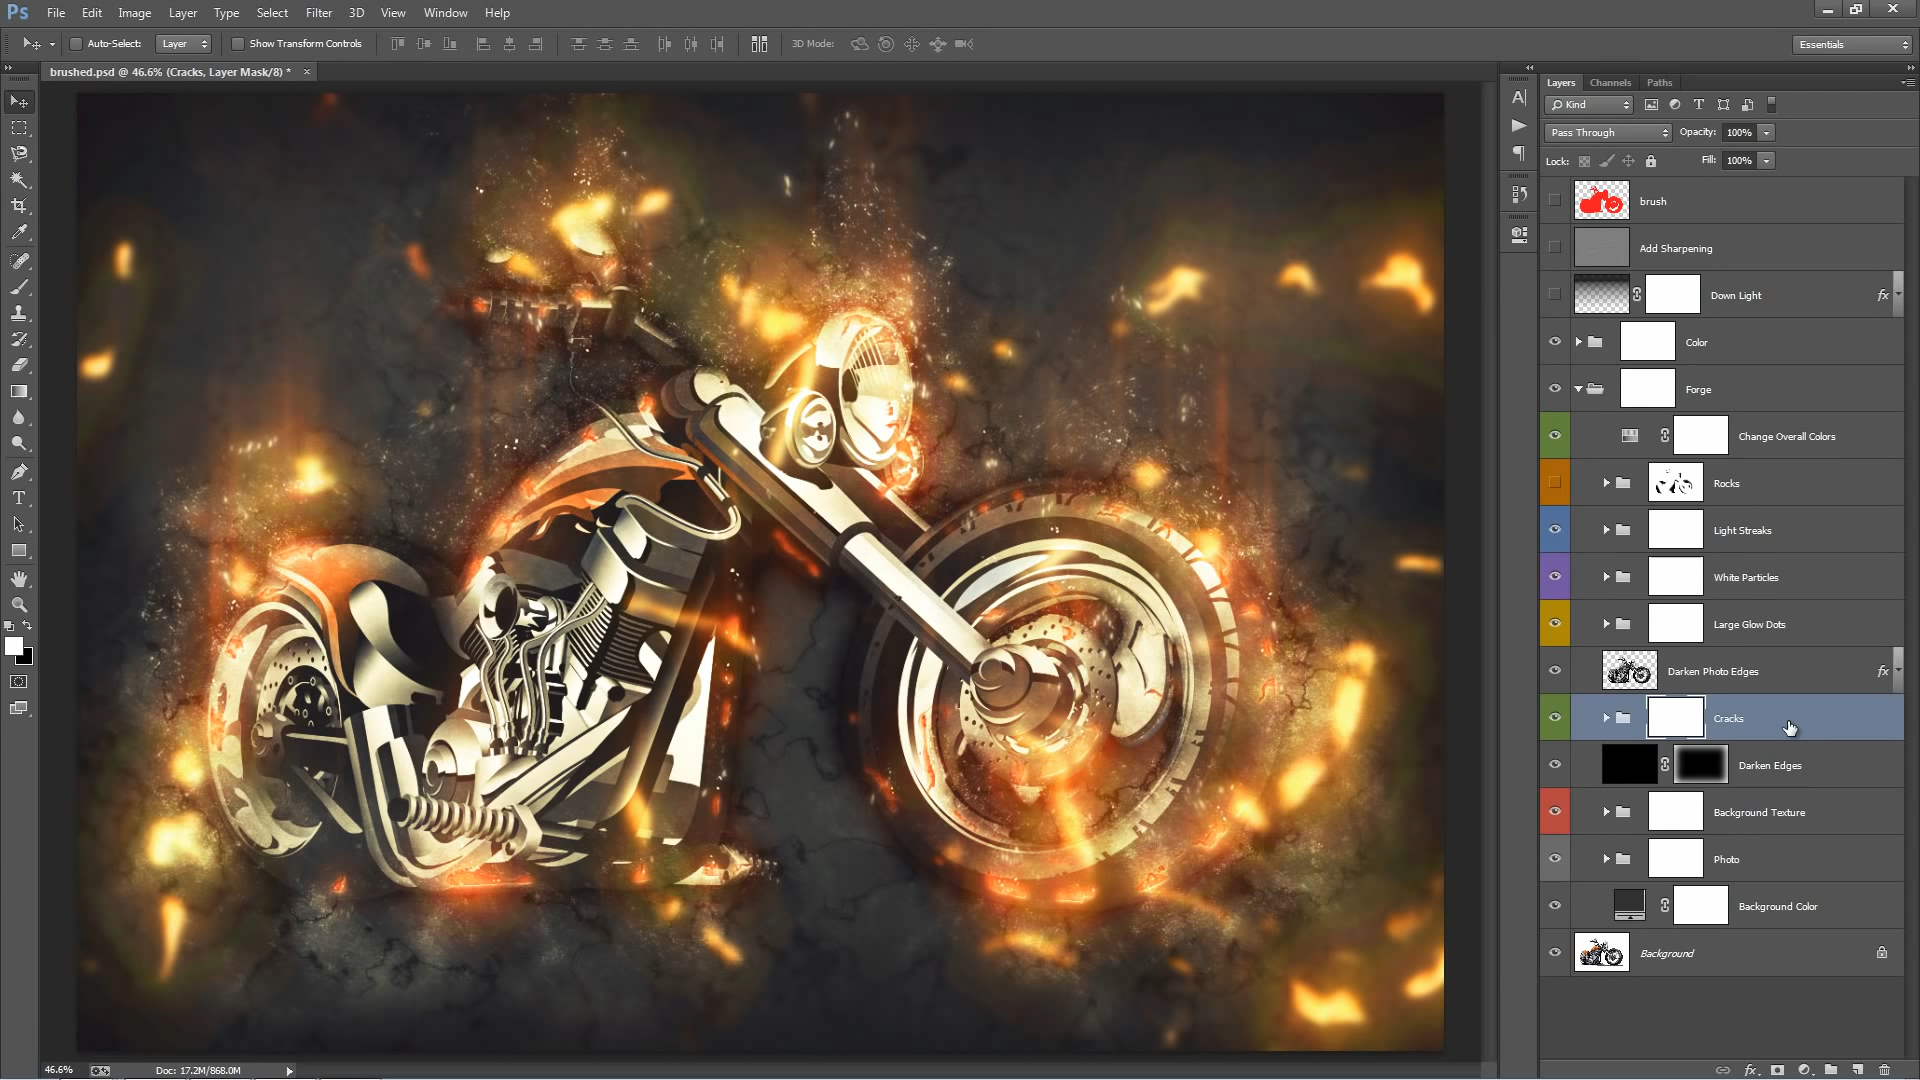 Ps File Edit Image Layer Type Select Filter 3D View Window Help
Auto-Select: Layer Show Transform Controls 3D Mode: Essentials
brushed.psd @ 46.6% (Cracks, Layer Mask/8) * ×
Layers Channels Paths
Kind
Pass Through Opacity: 100%
Lock: Fill: 100%
brush
Add Sharpening
Down Light fx
Color
Forge
Change Overall Colors
Rocks
Light Streaks
White Particles
Large Glow Dots
Darken Photo Edges fx
Cracks
Darken Edges
Background Texture
Photo
Background Color
Background
46.6% Doc: 17.2M/868.0M
fx